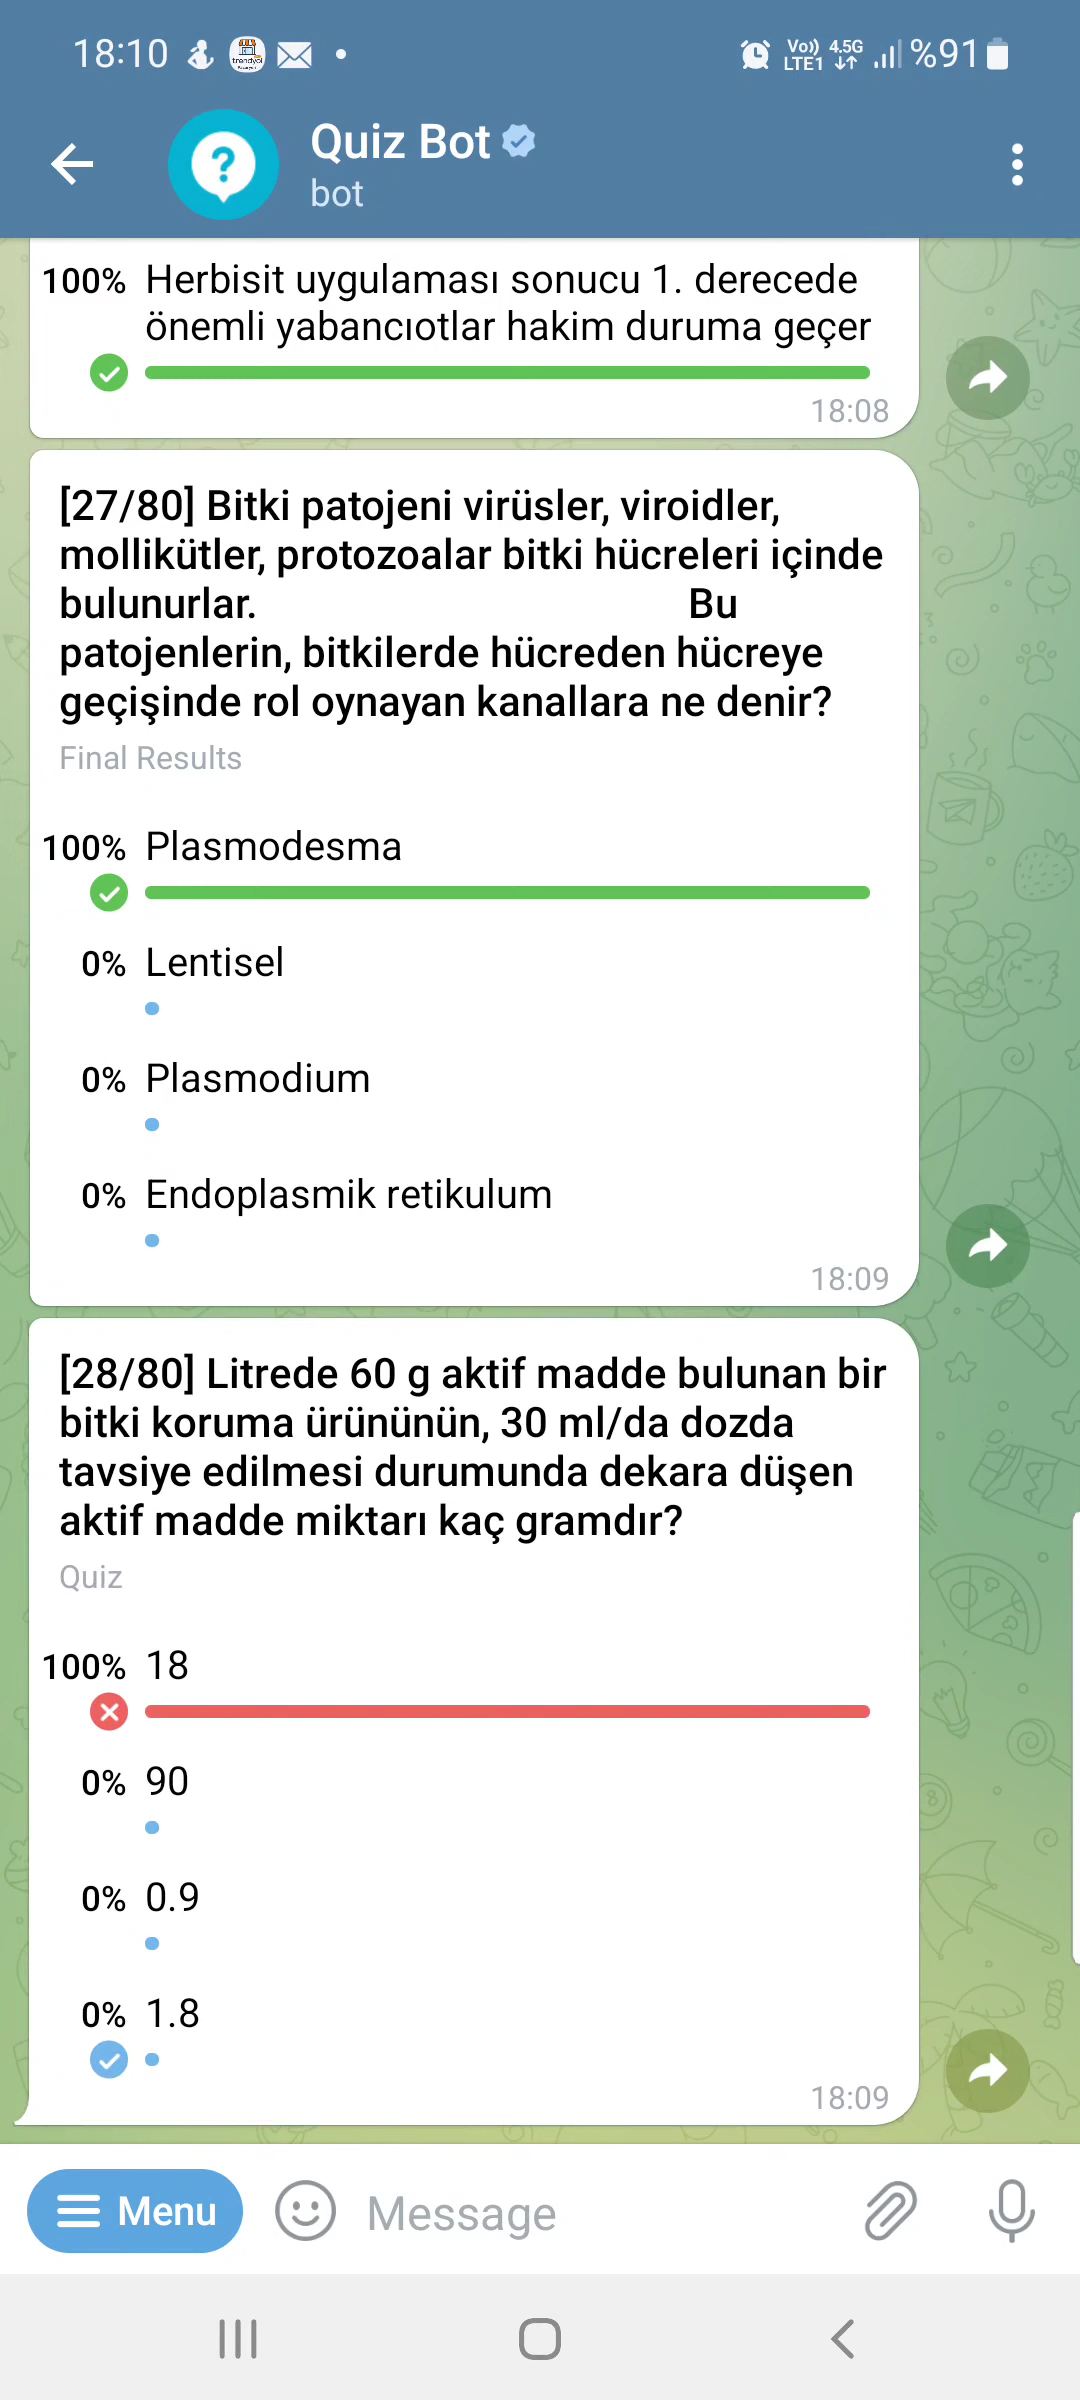 18:10
trendyol
Vo)) 4.5G
LTE1
%91
Quiz Bot
bot
100% Herbisit uygulaması sonucu 1. derecede
önemli yabancıotlar hakim duruma geçer
18:08
[27/80] Bitki patojeni virüsler, viroidler,
mollikütler, protozoalar bitki hücreleri içinde
bulunurlar. Bu
patojenlerin, bitkilerde hücreden hücreye
geçişinde rol oynayan kanallara ne denir?
Final Results
100% Plasmodesma
0% Lentisel
0% Plasmodium
0% Endoplasmik retikulum
18:09
[28/80] Litrede 60 g aktif madde bulunan bir
bitki koruma ürününün, 30 ml/da dozda
tavsiye edilmesi durumunda dekara düşen
aktif madde miktarı kaç gramdır?
Quiz
100% 18
0% 90
0% 0.9
0% 1.8
18:09
Menu
Message